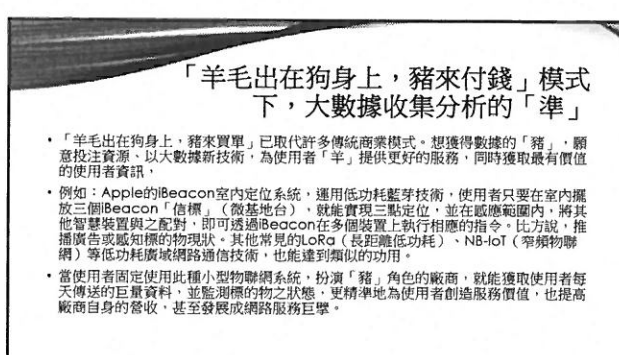 「羊毛出在狗身上，豬來付錢」模式
下，大數據收集分析的「準」
• 「羊毛出在狗身上，豬來買單」已取代許多傳統商業模式。想獲得數據的「豬」，願
意投注資源、以大數據新技術，為使用者「羊」提供更好的服務，同時獲取最有價值
的使用者資訊，
• 例如：Apple的iBeacon室內定位系統，運用低功耗藍芽技術，使用者只要在室內擺
放三個iBeacon「信標」（微基地台），就能實現三點定位，並在感應範圍內，將其
他智慧裝置與之配對，即可透過iBeacon在多個裝置上執行相應的指令。比方說，推
播廣告或感知標的物現狀。其他常見的LoRa（長距離低功耗）、NB-IoT（窄頻物聯
網）等低功耗廣域網路通信技術，也能達到類似的功用。
• 當使用者固定使用此種小型物聯網系統，扮演「豬」角色的廠商，就能獲取使用者每
天傳送的巨量資料，並監測標的物之狀態，更精準地為使用者創造服務價值，也提高
廠商自身的營收，甚至發展成網路服務巨擘。